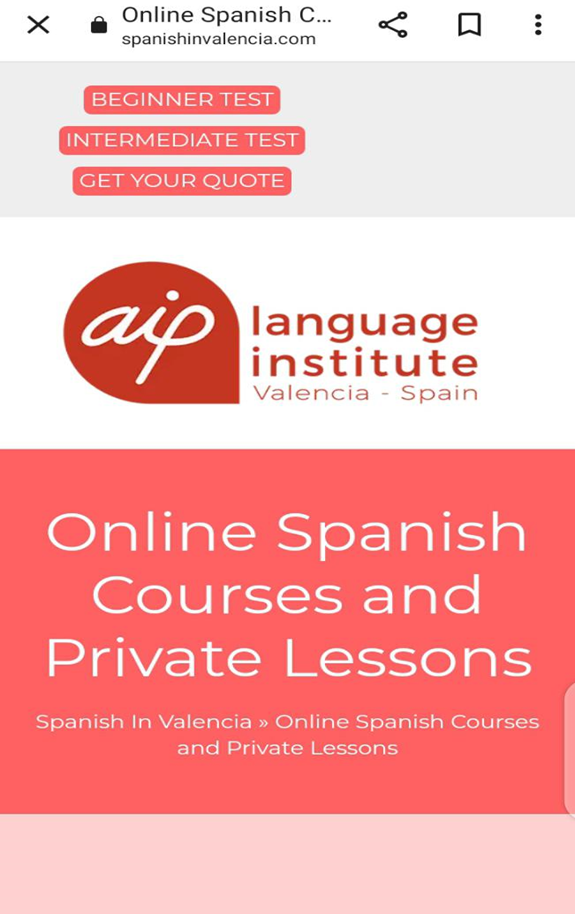 Online Spanish C...
spanishinvalencia.com
BEGINNER TEST
INTERMEDIATE TEST
GET YOUR QUOTE
aip language
institute
Valencia - Spain
Online Spanish
Courses and
Private Lessons
Spanish In Valencia » Online Spanish Courses
and Private Lessons